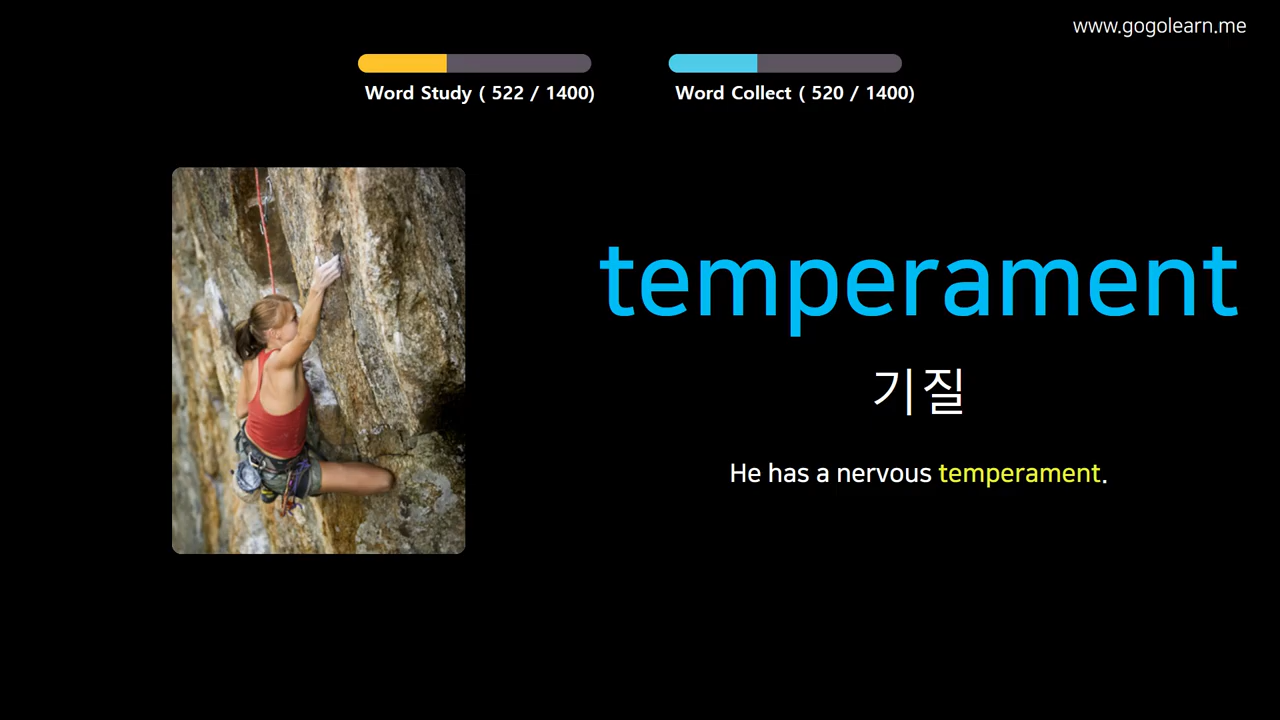 www.gogolearn.me
Word Study ( 522 / 1400)
Word Collect ( 520 / 1400)
temperament
기질
He has a nervous temperament.